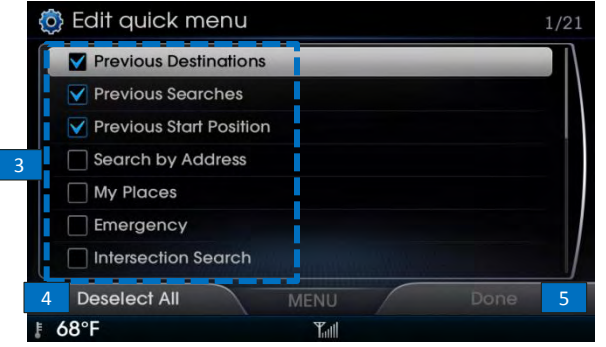 Edit quick menu 1/21
Previous Destinations
Previous Searches
Previous Start Position
3
Search by Address
My Places
Emergency
Intersection Search
4 Deselect All MENU Done 5
68°F